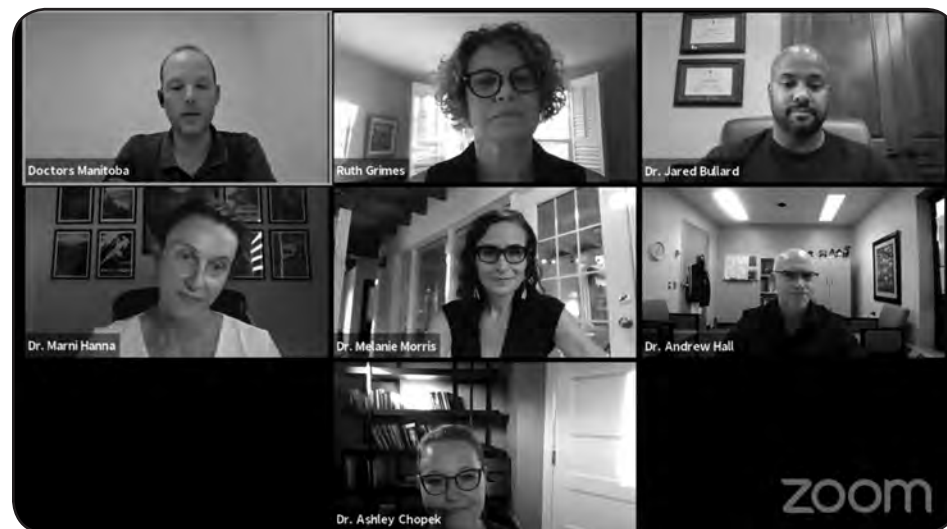 Doctors Manitoba
Ruth Grimes
Dr. Jared Bullard
Dr. Marni Hanna
Dr. Melanie Morris
Dr. Andrew Hall
Dr. Ashley Chopek
zoom